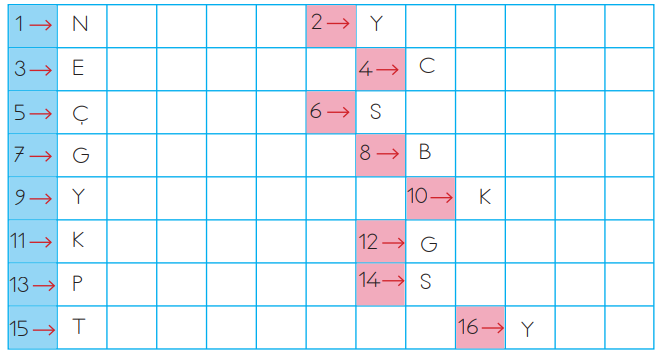 1→ N 2→ Y
3→ E 4→ C
5→ Ç 6→ S
7→ G 8→ B
9→ Y 10→ K
11→ K 12→ G
13→ P 14→ S
15→ T 16→ Y